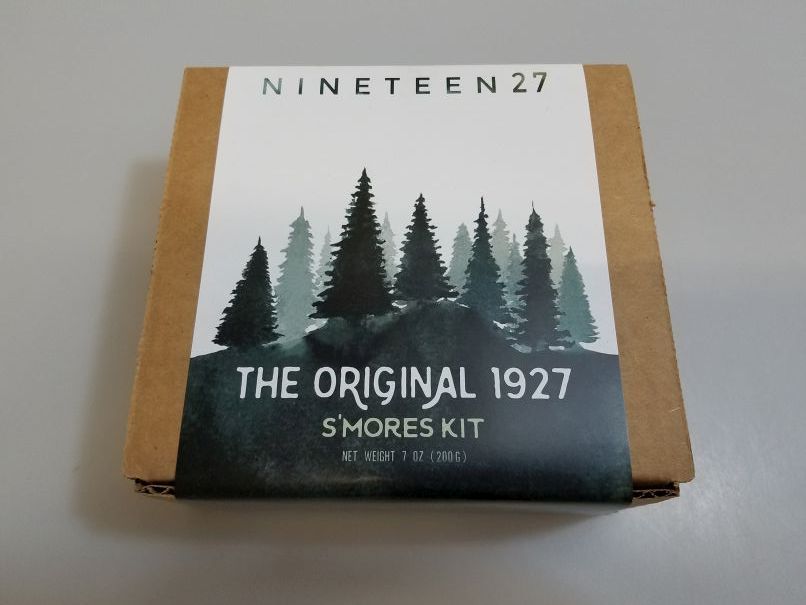 NINETEEN27
THE ORIGINAL 1927
S'MORES KIT
NET WEIGHT 7 OZ (200G)